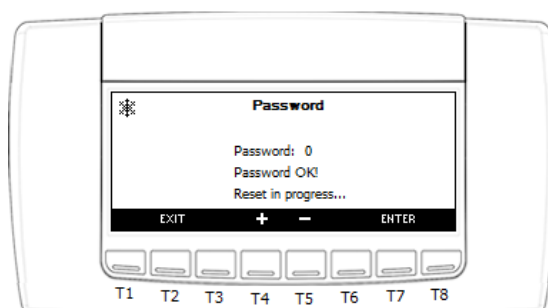 Password
Password: 0
Password OK!
Reset in progress...
EXIT + − ENTER
T1 T2 T3 T4 T5 T6 T7 T8